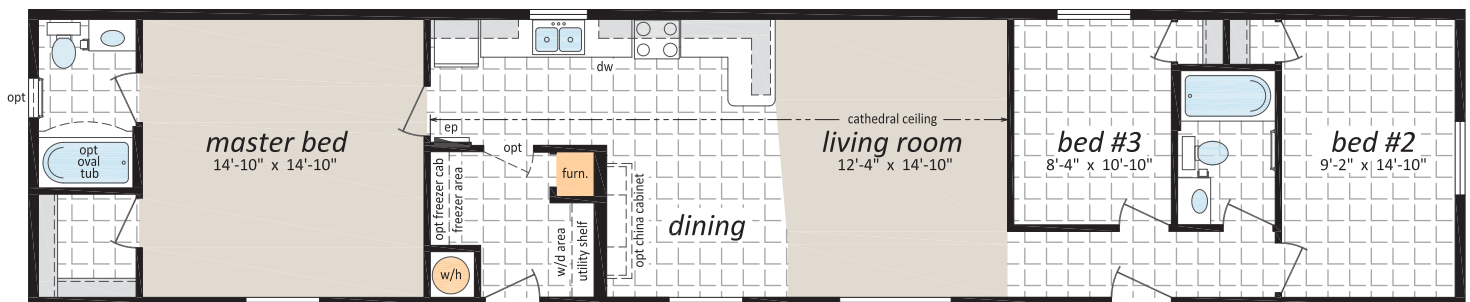 opt
opt
oval
tub
master bed
14'-10" x 14'-10"
dw
ep
opt
furn.
opt freezer cab
freezer area
w/h
w/d area
utility shelf
opt china cabinet
dining
cathedral ceiling
living room
12'-4" x 14'-10"
bed #3
8'-4" x 10'-10"
bed #2
9'-2" x 14'-10"